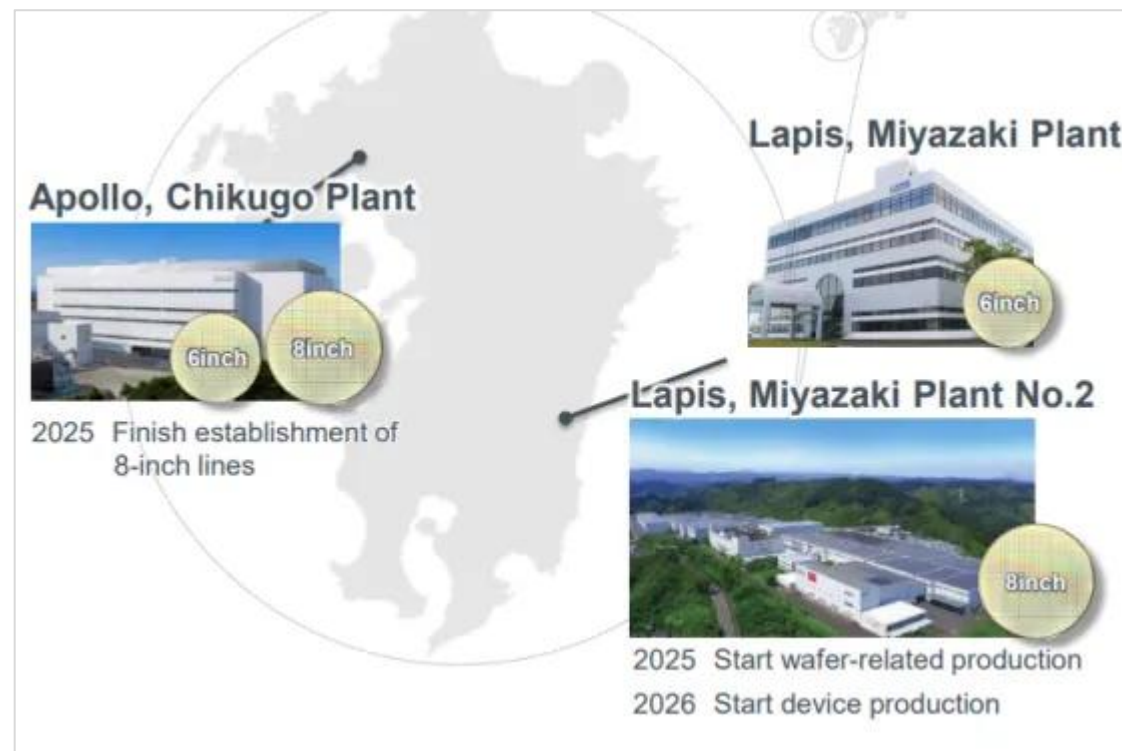 Lapis, Miyazaki Plant
6inch
Apollo, Chikugo Plant
6inch
8inch
2025 Finish establishment of
8-inch lines
Lapis, Miyazaki Plant No.2
8inch
2025 Start wafer-related production
2026 Start device production